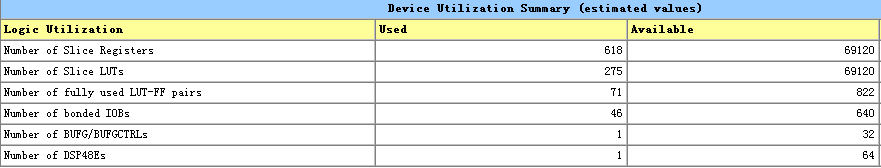 Device Utilization Summary (estimated values)
Logic Utilization Used Available
Number of Slice Registers 618 69120
Number of Slice LUTs 275 69120
Number of fully used LUT-FF pairs 71 822
Number of bonded IOBs 46 640
Number of BUFG/BUFGCTRLs 1 32
Number of DSP48Es 1 64